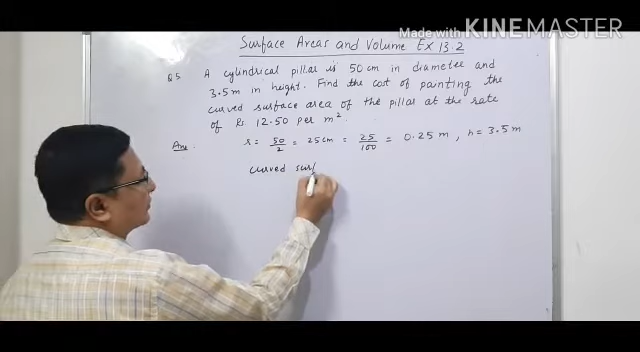 Made with KINEMASTER
Surface Areas and Volume Ex 13.2
Q5 A cylindrical pillar is 50 cm in diameter and
3.5 m in height. Find the cost of painting the
curved surface area of the pillar at the rate
of Rs. 12.50 per m².
Ans r = 50/2 = 25 cm = 25/100 = 0.25 m, h = 3.5 m
curved surf